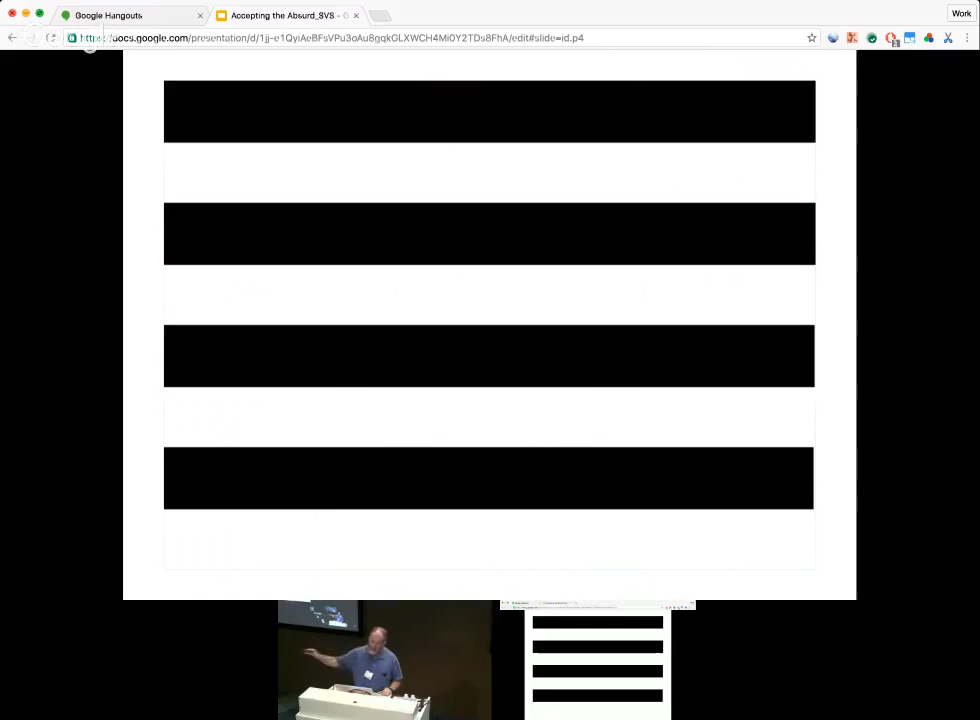 Google Hangouts
Accepting the Absurd_SVS - G
Work
https://docs.google.com/presentation/d/1jj-e1QyiAeBFsVPu3oAu8gqkGLXWCH4Mi0Y2TDs8FhA/edit#slide=id.p4